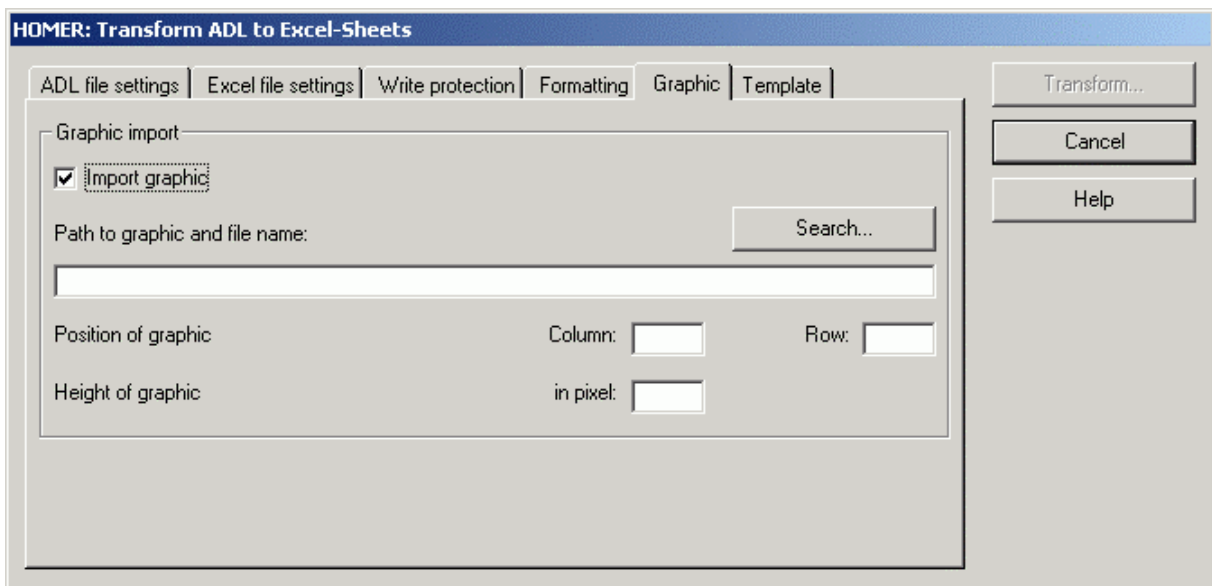 HOMER: Transform ADL to Excel-Sheets
ADL file settings Excel file settings Write protection Formatting Graphic Template
Transform...
Cancel
Help
Graphic import
Import graphic
Path to graphic and file name:
Search...
Position of graphic Column: Row:
Height of graphic in pixel: